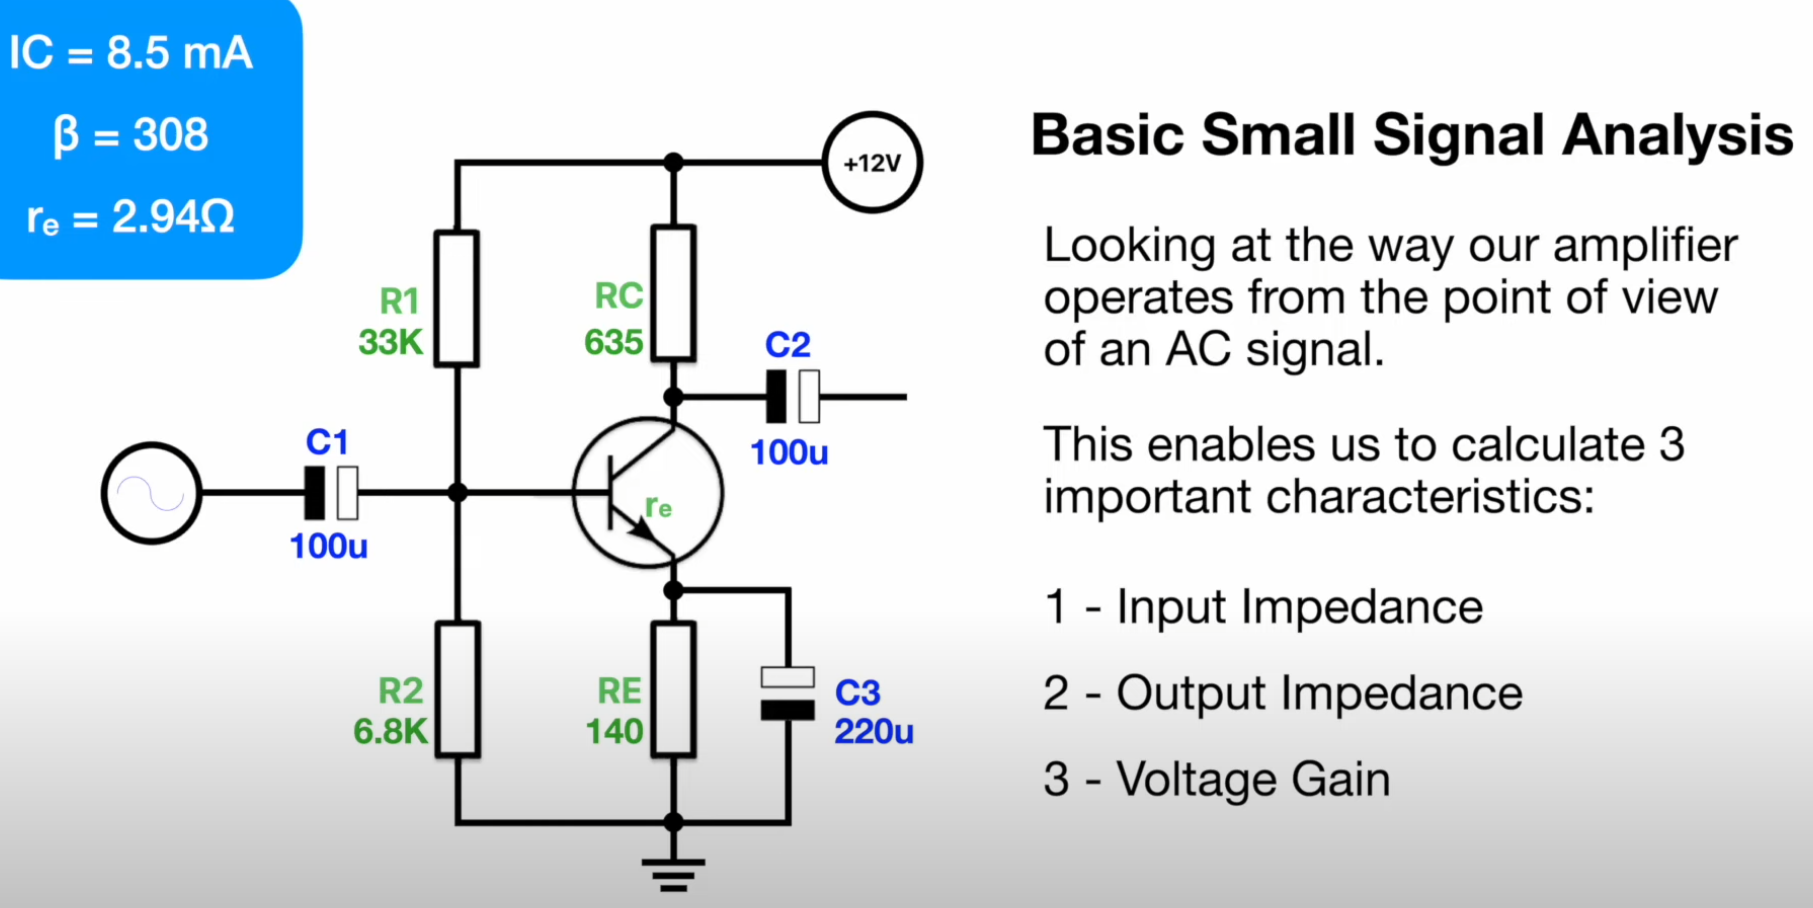 IC = 8.5 mA
β = 308
re = 2.94Ω
+12V
R1
33K
RC
635
C2
100u
C1
100u
re
R2
6.8K
RE
140
C3
220u
Basic Small Signal Analysis
Looking at the way our amplifier
operates from the point of view
of an AC signal.
This enables us to calculate 3
important characteristics:
1 - Input Impedance
2 - Output Impedance
3 - Voltage Gain